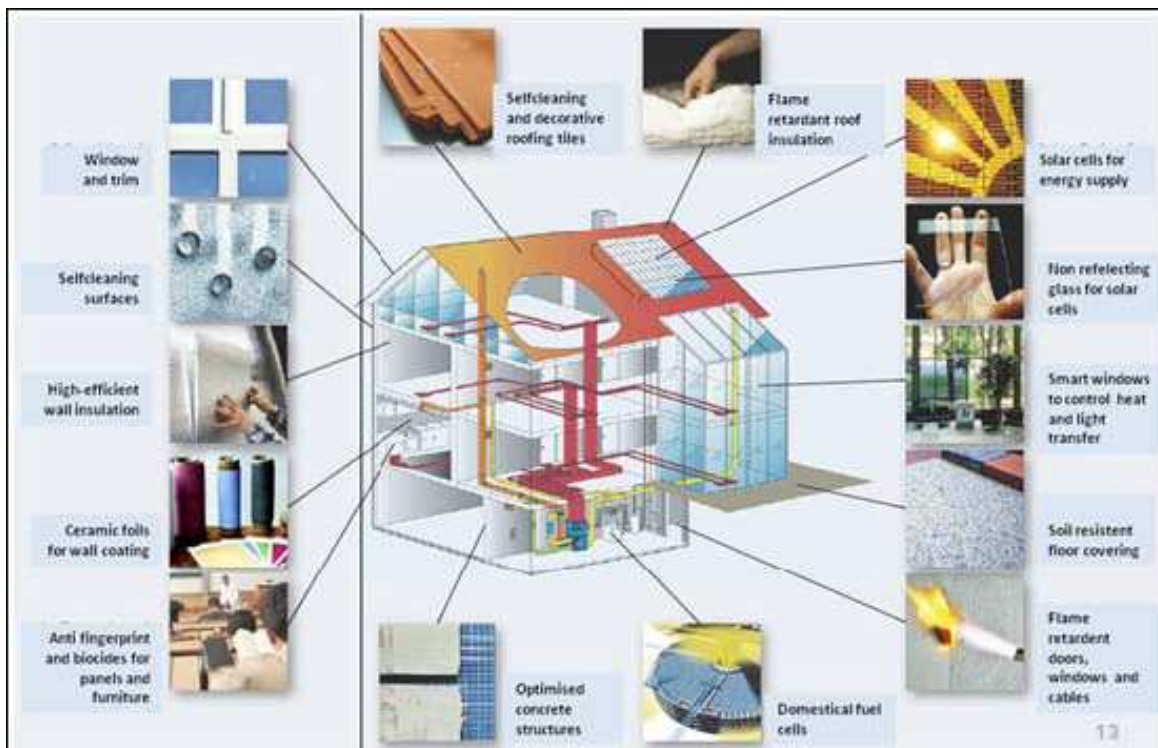 Window
and trim
Selfcleaning
surfaces
High-efficient
wall insulation
Ceramic foils
for wall coating
Anti fingerprint
and biocides for
panels and
furniture
Selfcleaning
and decorative
roofing tiles
Flame
retardant roof
insulation
Solar cells for
energy supply
Non refelecting
glass for solar
cells
Smart windows
to control heat
and light
transfer
Soil resistent
floor covering
Flame
retardent
doors,
windows and
cables
Optimised
concrete
structures
Domestical fuel
cells
13